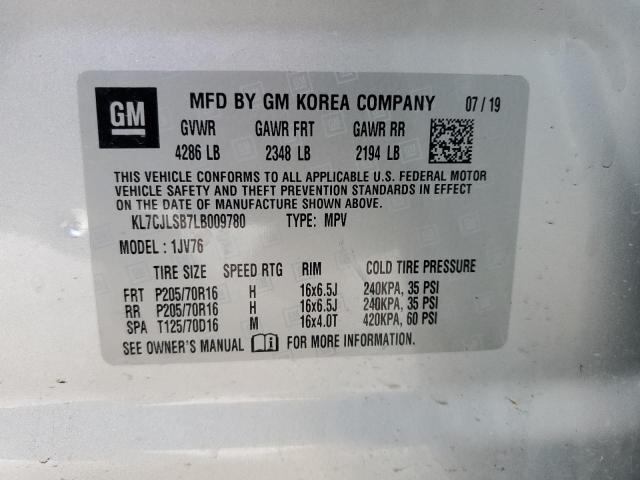 GM
MFD BY GM KOREA COMPANY 07 / 19
GVWR GAWR FRT GAWR RR
4286 LB 2348 LB 2194 LB
THIS VEHICLE CONFORMS TO ALL APPLICABLE U.S. FEDERAL MOTOR
VEHICLE SAFETY AND THEFT PREVENTION STANDARDS IN EFFECT
ON THE DATE OF MANUFACTURE SHOWN ABOVE.
KL7CJLSB7LB009780 TYPE: MPV
MODEL : 1JV76
TIRE SIZE SPEED RTG RIM COLD TIRE PRESSURE
FRT P205/70R16 H 16x6.5J 240KPA, 35 PSI
RR P205/70R16 H 16x6.5J 240KPA, 35 PSI
SPA T125/70D16 M 16x4.0T 420KPA, 60 PSI
SEE OWNER'S MANUAL FOR MORE INFORMATION.